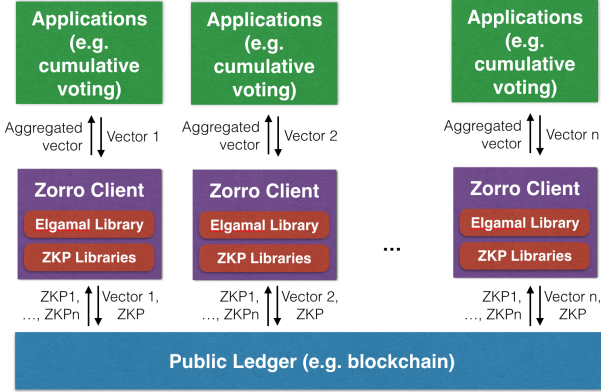 Applications
(e.g.
cumulative
voting)
Applications
(e.g.
cumulative
voting)
Applications
(e.g.
cumulative
voting)
Aggregated
vector
Vector 1
Aggregated
vector
Vector 2
Aggregated
vector
Vector n
Zorro Client
Elgamal Library
ZKP Libraries
Zorro Client
Elgamal Library
ZKP Libraries
...
Zorro Client
Elgamal Library
ZKP Libraries
ZKP1,
..., ZKPn
Vector 1,
ZKP
ZKP1,
..., ZKPn
Vector 2,
ZKP
ZKP1,
..., ZKPn
Vector n,
ZKP
Public Ledger (e.g. blockchain)